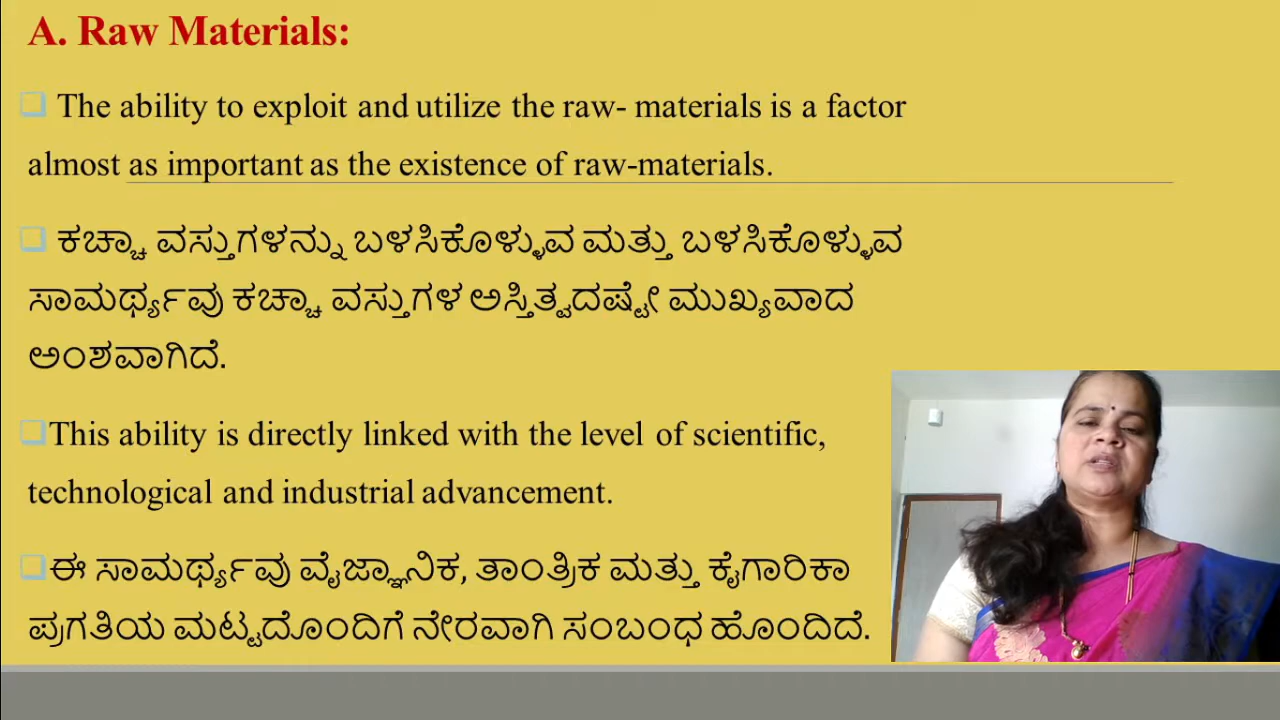 A. Raw Materials:
The ability to exploit and utilize the raw- materials is a factor
almost as important as the existence of raw-materials.
ಕಚ್ಚಾ ವಸ್ತುಗಳನ್ನು ಬಳಸಿಕೊಳ್ಳುವ ಮತ್ತು ಬಳಸಿಕೊಳ್ಳುವ
ಸಾಮರ್ಥ್ಯವು ಕಚ್ಚಾ ವಸ್ತುಗಳ ಅಸ್ತಿತ್ವದಷ್ಟೇ ಮುಖ್ಯವಾದ
ಅಂಶವಾಗಿದೆ.
This ability is directly linked with the level of scientific,
technological and industrial advancement.
ಈ ಸಾಮರ್ಥ್ಯವು ವೈಜ್ಞಾನಿಕ, ತಾಂತ್ರಿಕ ಮತ್ತು ಕೈಗಾರಿಕಾ
ಪ್ರಗತಿಯ ಮಟ್ಟದೊಂದಿಗೆ ನೇರವಾಗಿ ಸಂಬಂಧ ಹೊಂದಿದೆ.